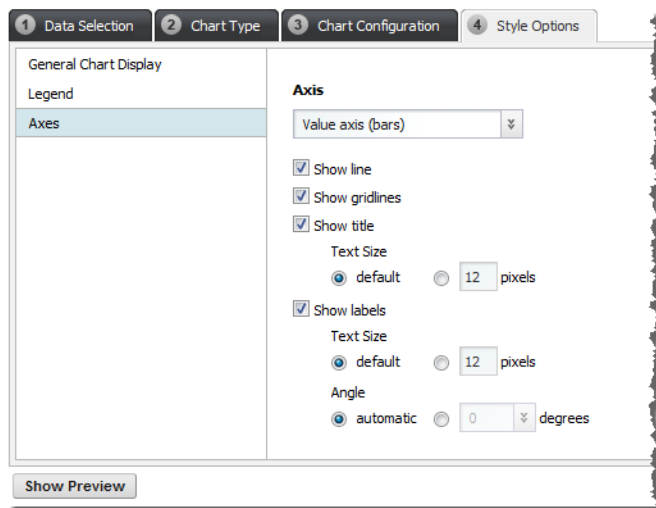 1 Data Selection 2 Chart Type 3 Chart Configuration 4 Style Options
General Chart Display
Legend
Axes
Axis
Value axis (bars)
Show line
Show gridlines
Show title
Text Size
default 12 pixels
Show labels
Text Size
default 12 pixels
Angle
automatic 0 degrees
Show Preview